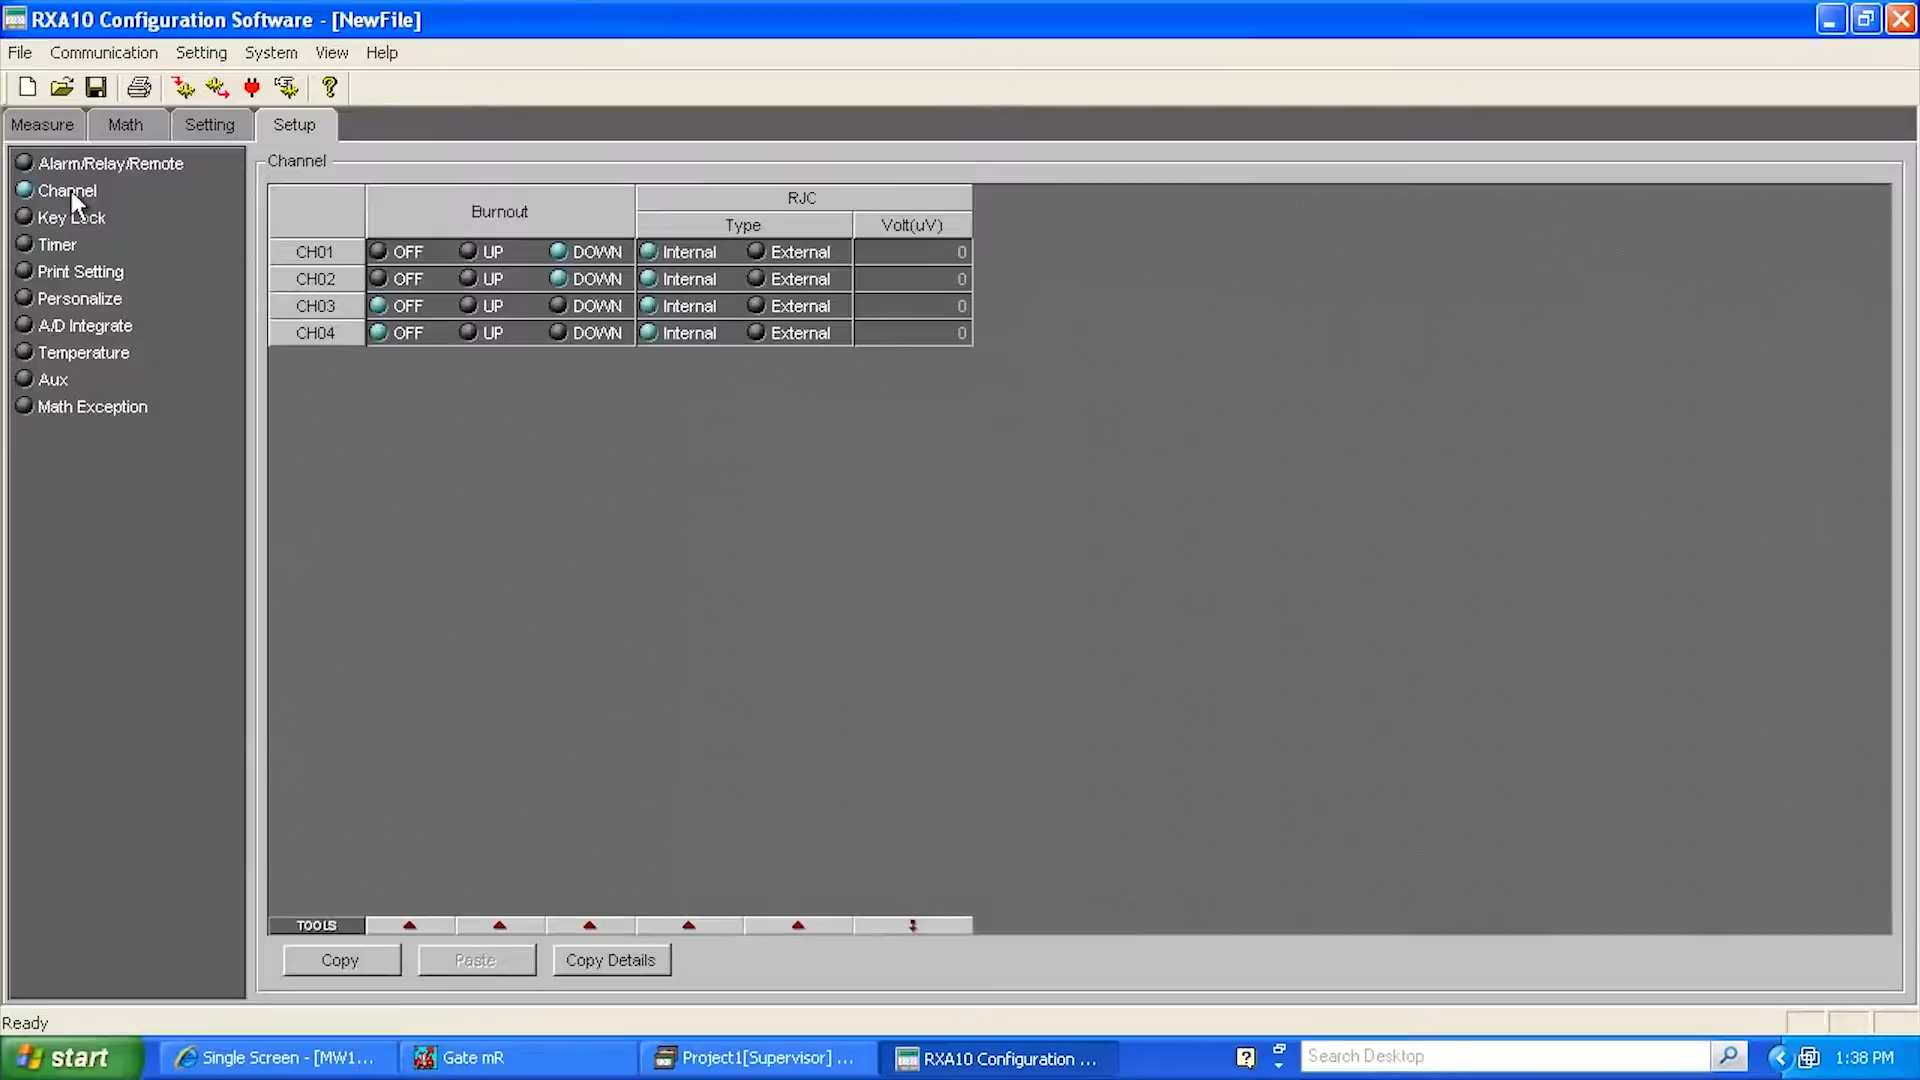 RXA10 Configuration Software - [NewFile]
File Communication Setting System View Help
Measure Math Setting Setup
Alarm/Relay/Remote
Channel
Key Lock
Timer
Print Setting
Personalize
A/D Integrate
Temperature
Aux
Math Exception
Channel
Burnout RJC
Type Volt(uV)
CH01 OFF UP DOWN Internal External 0
CH02 OFF UP DOWN Internal External 0
CH03 OFF UP DOWN Internal External 0
CH04 OFF UP DOWN Internal External 0
TOOLS
Copy Paste Copy Details
Ready
start Single Screen - [MW1... Gate mR Project1[Supervisor] ... RXA10 Configuration ... Search Desktop 1:38 PM